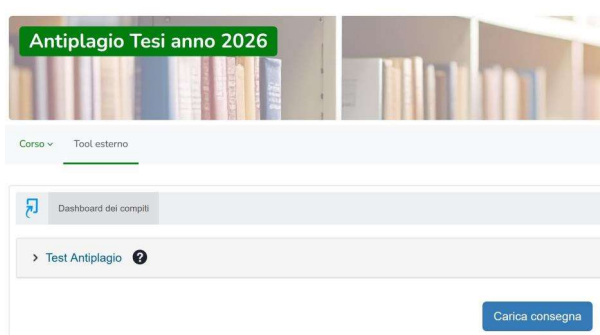 Antiplagio Tesi anno 2026
Corso
Tool esterno
Dashboard dei compiti
Test Antiplagio ?
Carica consegna